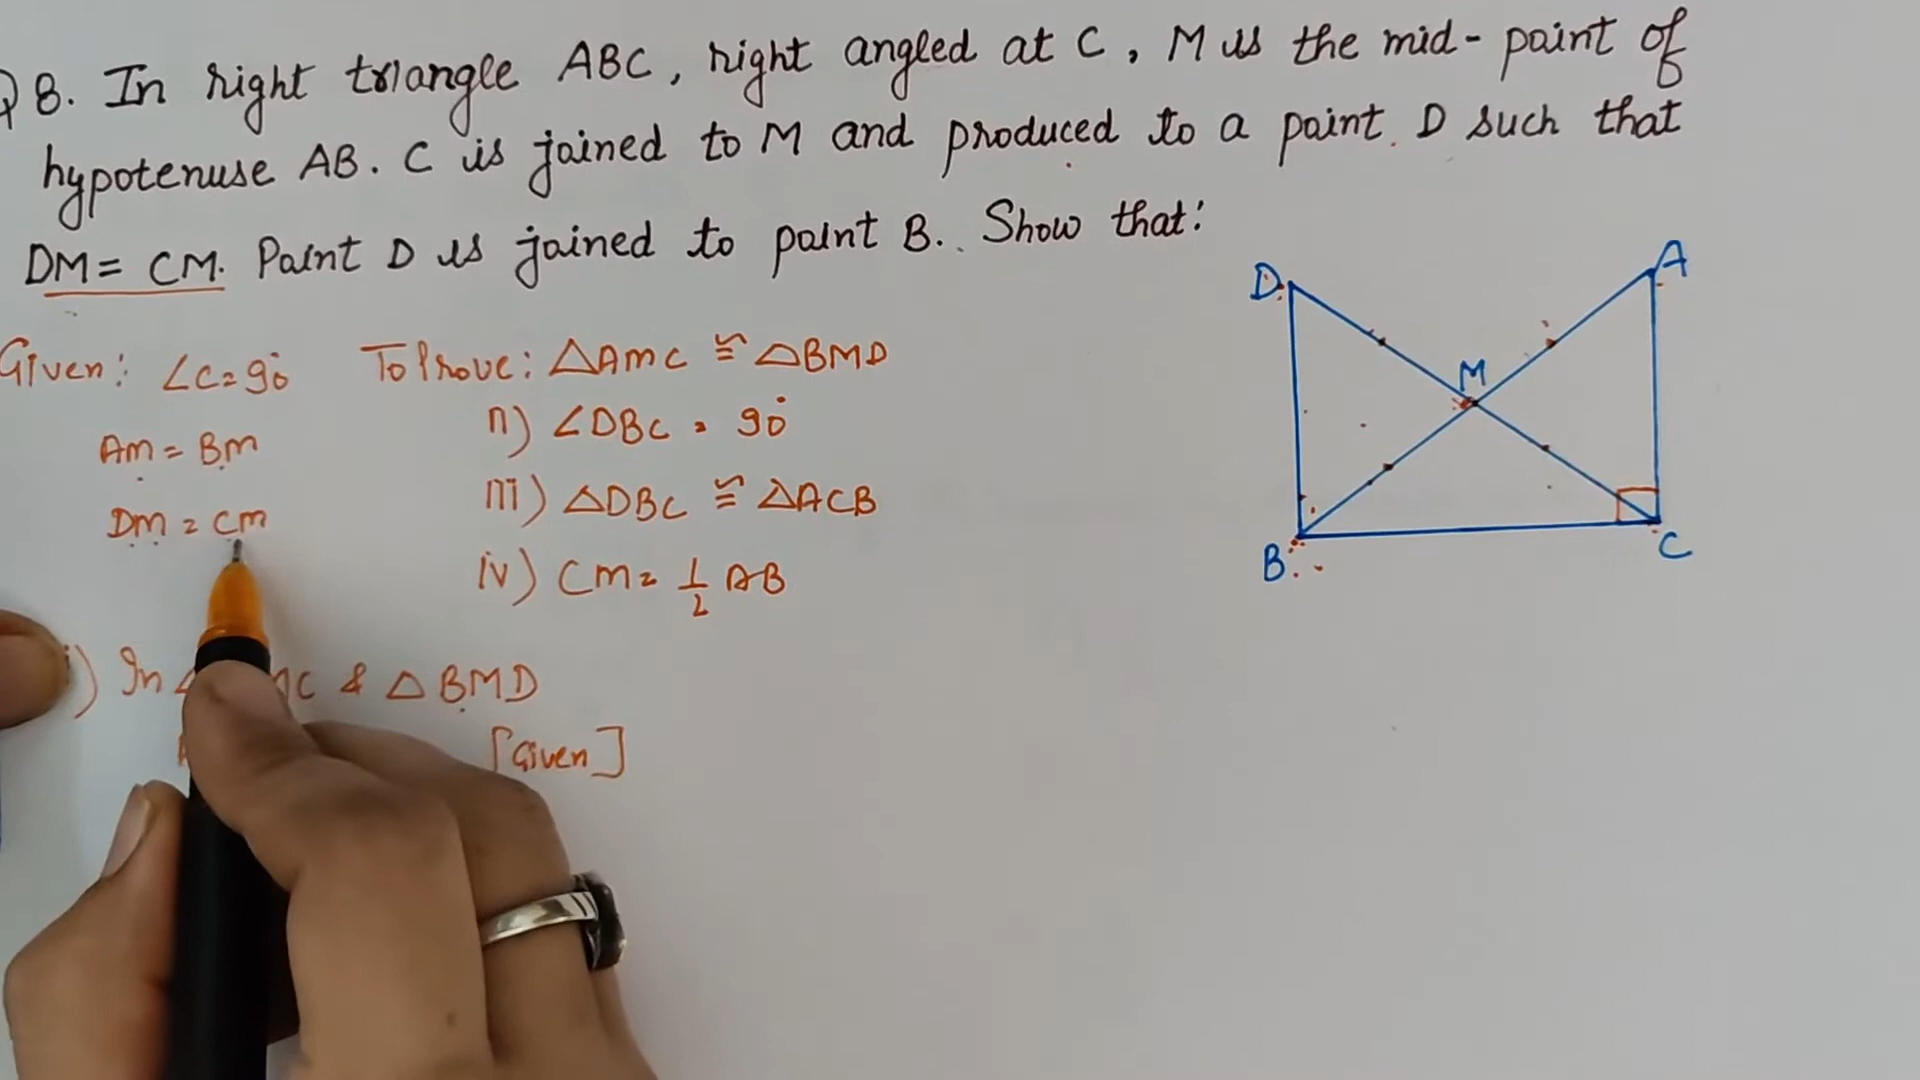 Q8. In right triangle ABC, right angled at C, M is the mid-point of
hypotenuse AB. C is joined to M and produced to a point D such that
DM = CM. Point D is joined to point B. Show that:
Given: ∠C = 90° To Prove: △AMC ≅ △BMD
AM = BM
ii) ∠DBC = 90°
DM = CM
iii) △DBC ≅ △ACB
iv) CM = 1/2 AB
i) In MC & △BMD
[Given]
D
A
M
B
C